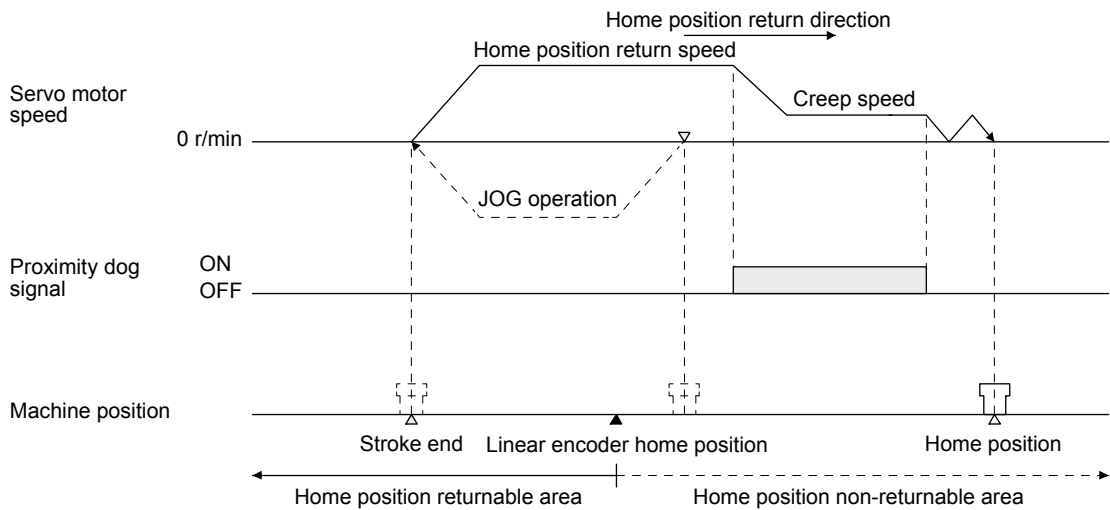 Home position return direction
Home position return speed
Servo motor
speed
Creep speed
0 r/min
JOG operation
Proximity dog
signal
ON
OFF
Machine position
Stroke end
Linear encoder home position
Home position
Home position returnable area
Home position non-returnable area